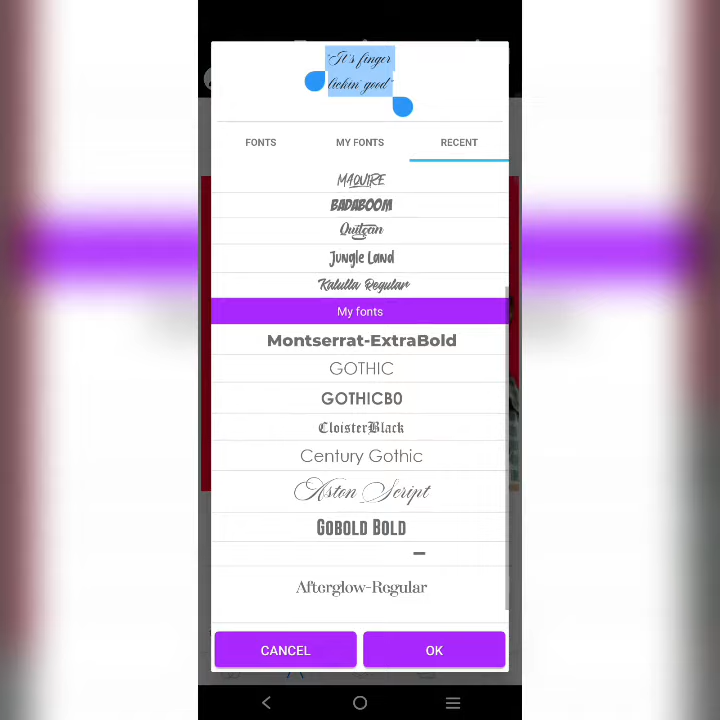 "It's finger
lickin' good"
FONTS
MY FONTS
RECENT
MAQUIRE
BADABOOM
Quitgan
Jungle Land
Kalulla Regular
My fonts
Montserrat-ExtraBold
GOTHIC
GOTHICB0
CloisterBlack
Century Gothic
Aston Script
GOBOLD BOLD
Afterglow-Regular
CANCEL
OK